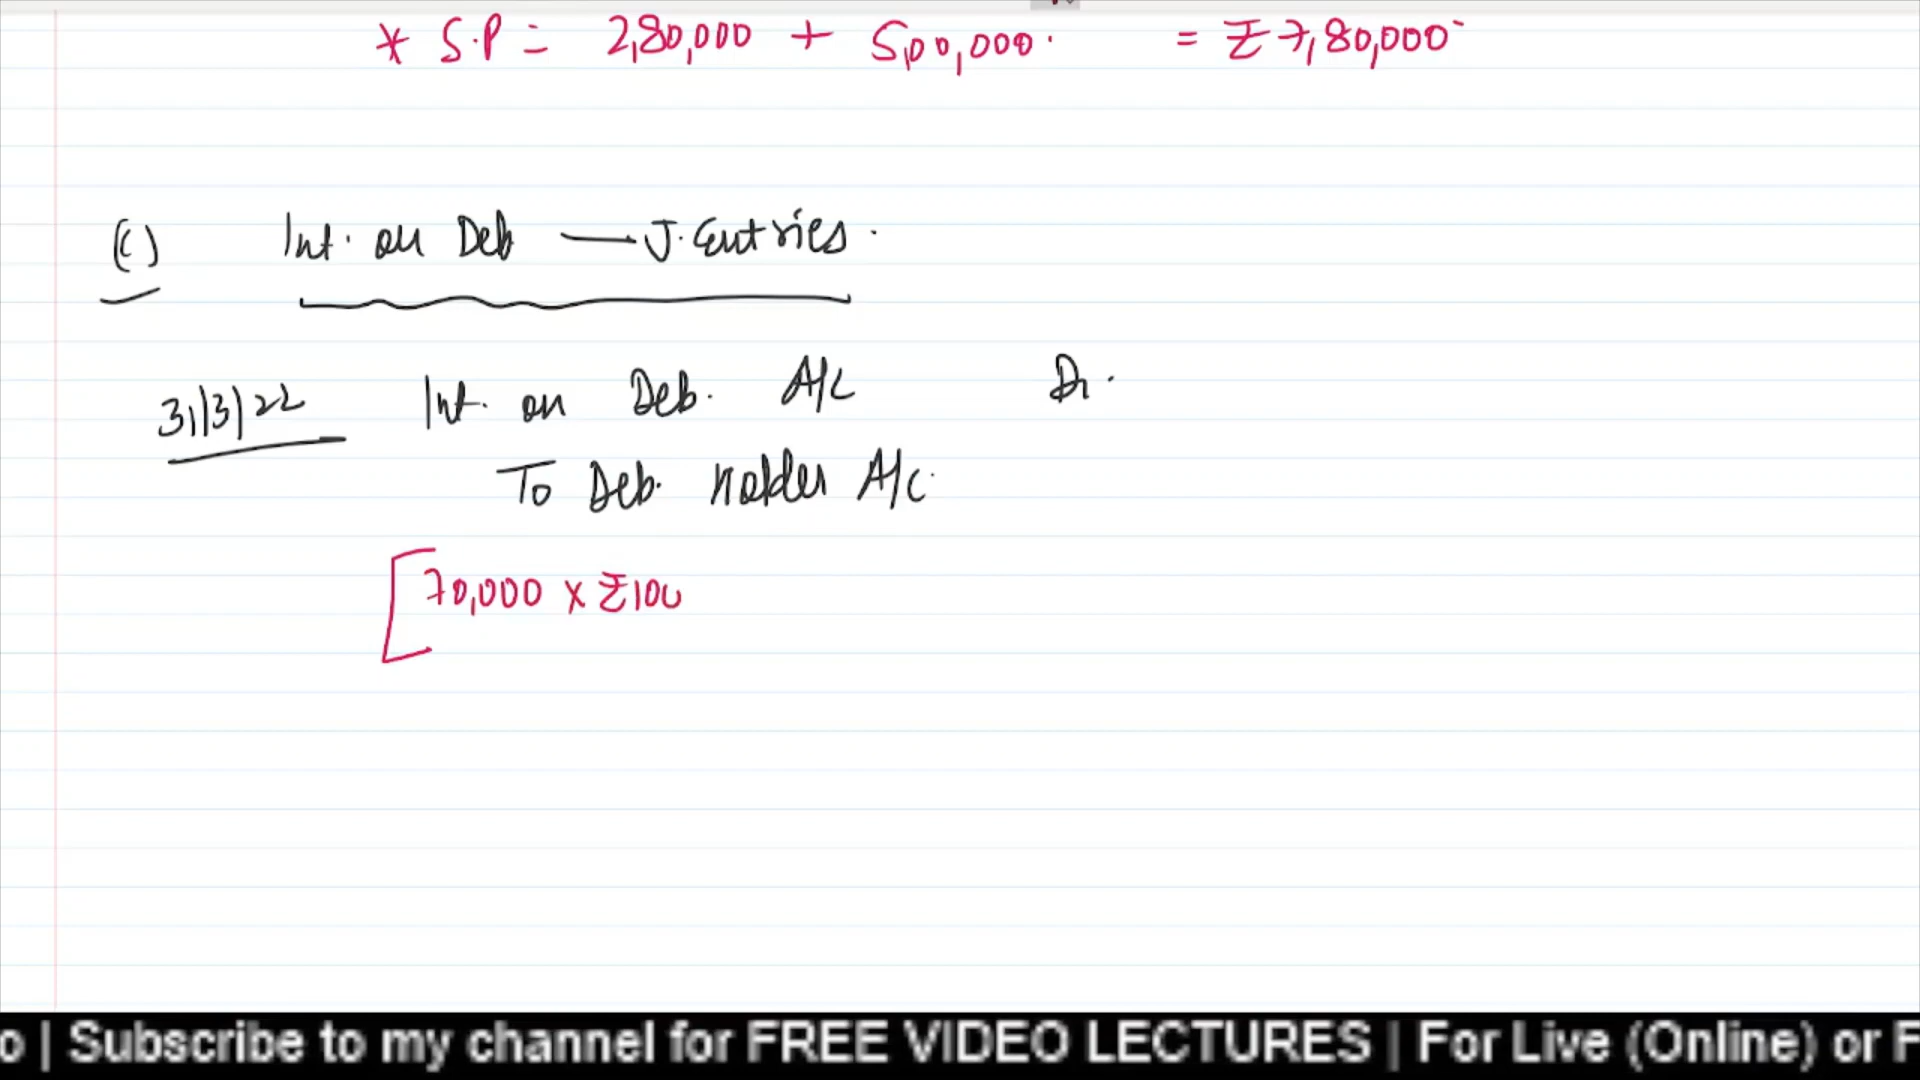 * S.P = 2,80,000 + 5,00,000. = ₹ 7,80,000
(C) Int. on Deb — J. Entries.
31/3/22 Int. on Deb. A/c Dr.
To Deb. Holder A/c.
[70,000 x ₹100
o | Subscribe to my channel for FREE VIDEO LECTURES | For Live (Online) or F